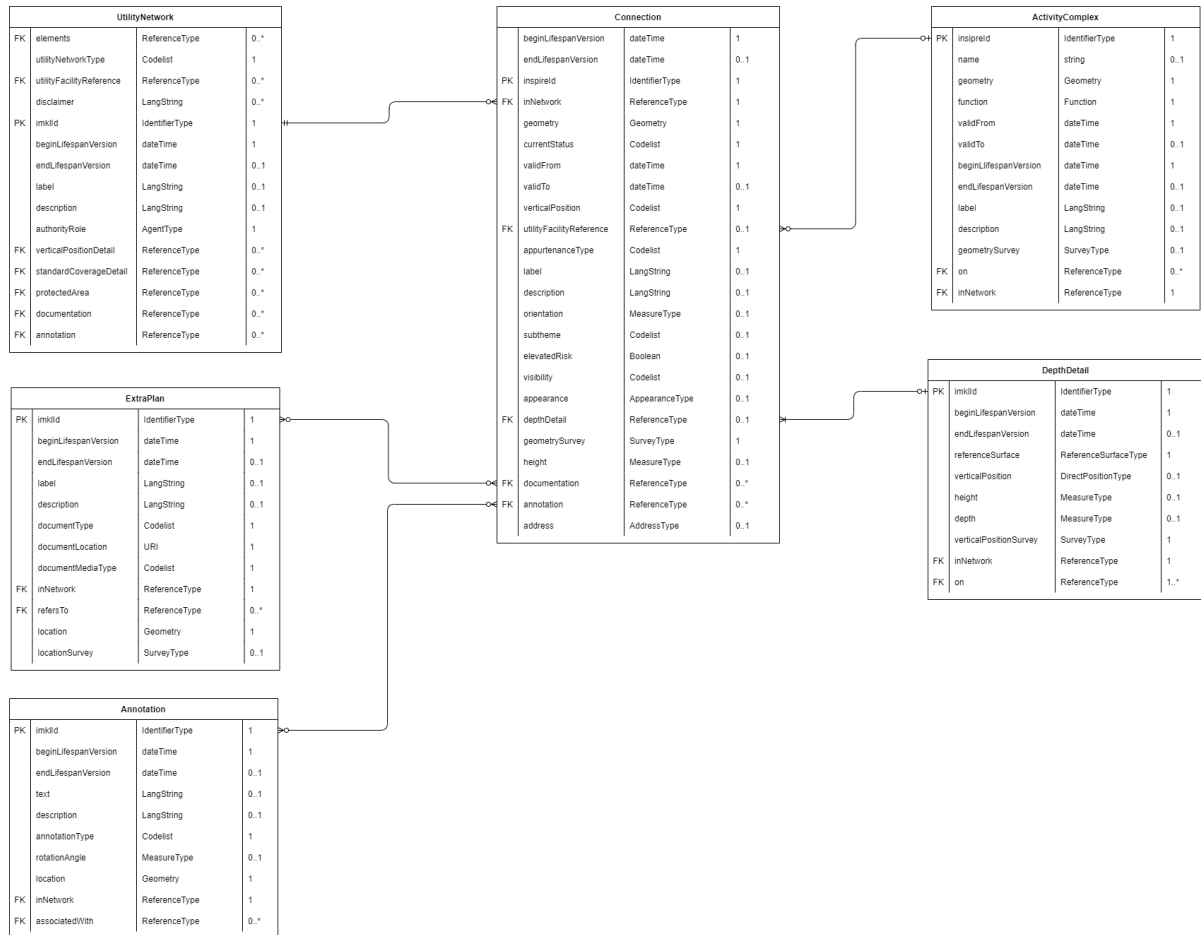 UtilityNetwork
FK elements ReferenceType 0..*
utilityNetworkType Codelist 1
FK utilityFacilityReference ReferenceType 0..*
disclaimer LangString 0..*
PK imklId IdentifierType 1
beginLifespanVersion dateTime 1
endLifespanVersion dateTime 0..1
label LangString 0..1
description LangString 0..1
authorityRole AgentType 1
FK verticalPositionDetail ReferenceType 0..*
FK standardCoverageDetail ReferenceType 0..*
FK protectedArea ReferenceType 0..*
FK documentation ReferenceType 0..*
FK annotation ReferenceType 0..*
ExtraPlan
PK imklId IdentifierType 1
beginLifespanVersion dateTime 1
endLifespanVersion dateTime 0..1
label LangString 0..1
description LangString 0..1
documentType Codelist 1
documentLocation URI 1
documentMediaType Codelist 1
FK inNetwork ReferenceType 1
FK refersTo ReferenceType 0..*
location Geometry 1
locationSurvey SurveyType 0..1
Annotation
PK imklId IdentifierType 1
beginLifespanVersion dateTime 1
endLifespanVersion dateTime 0..1
text LangString 0..1
description LangString 0..1
annotationType Codelist 1
rotationAngle MeasureType 0..1
location Geometry 1
FK inNetwork ReferenceType 1
FK associatedWith ReferenceType 0..*
Connection
beginLifespanVersion dateTime 1
endLifespanVersion dateTime 0..1
PK inspireId IdentifierType 1
FK inNetwork ReferenceType 1
geometry Geometry 1
currentStatus Codelist 1
validFrom dateTime 1
validTo dateTime 0..1
verticalPosition Codelist 1
FK utilityFacilityReference ReferenceType 0..1
appurtenanceType Codelist 1
label LangString 0..1
description LangString 0..1
orientation MeasureType 0..1
subtheme Codelist 0..1
elevatedRisk Boolean 0..1
visibility Codelist 0..1
appearance AppearanceType 0..1
FK depthDetail ReferenceType 0..1
geometrySurvey SurveyType 1
height MeasureType 0..1
FK documentation ReferenceType 0..*
FK annotation ReferenceType 0..*
address AddressType 0..1
ActivityComplex
PK insipreId IdentifierType 1
name string 0..1
geometry Geometry 1
function Function 1
validFrom dateTime 1
validTo dateTime 0..1
beginLlifespanVersion dateTime 1
endLifespanVersion dateTime 0..1
label LangString 0..1
description LangString 0..1
geometrySurvey SurveyType 0..1
FK on ReferenceType 0..*
FK inNetwork ReferenceType 1
DepthDetail
PK imklId IdentifierType 1
beginLifespanVersion dateTime 1
endLifespanVersion dateTime 0..1
referenceSurface ReferenceSurfaceType 1
verticalPosition DirectPositionType 0..1
height MeasureType 0..1
depth MeasureType 0..1
verticalPositionSurvey SurveyType 1
FK inNetwork ReferenceType 1
FK on ReferenceType 1..*